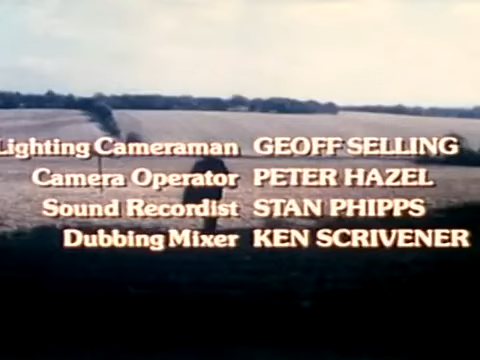 Lighting Cameraman GEOFF SELLING
Camera Operator PETER HAZEL
Sound Recordist STAN PHIPPS
Dubbing Mixer KEN SCRIVENER